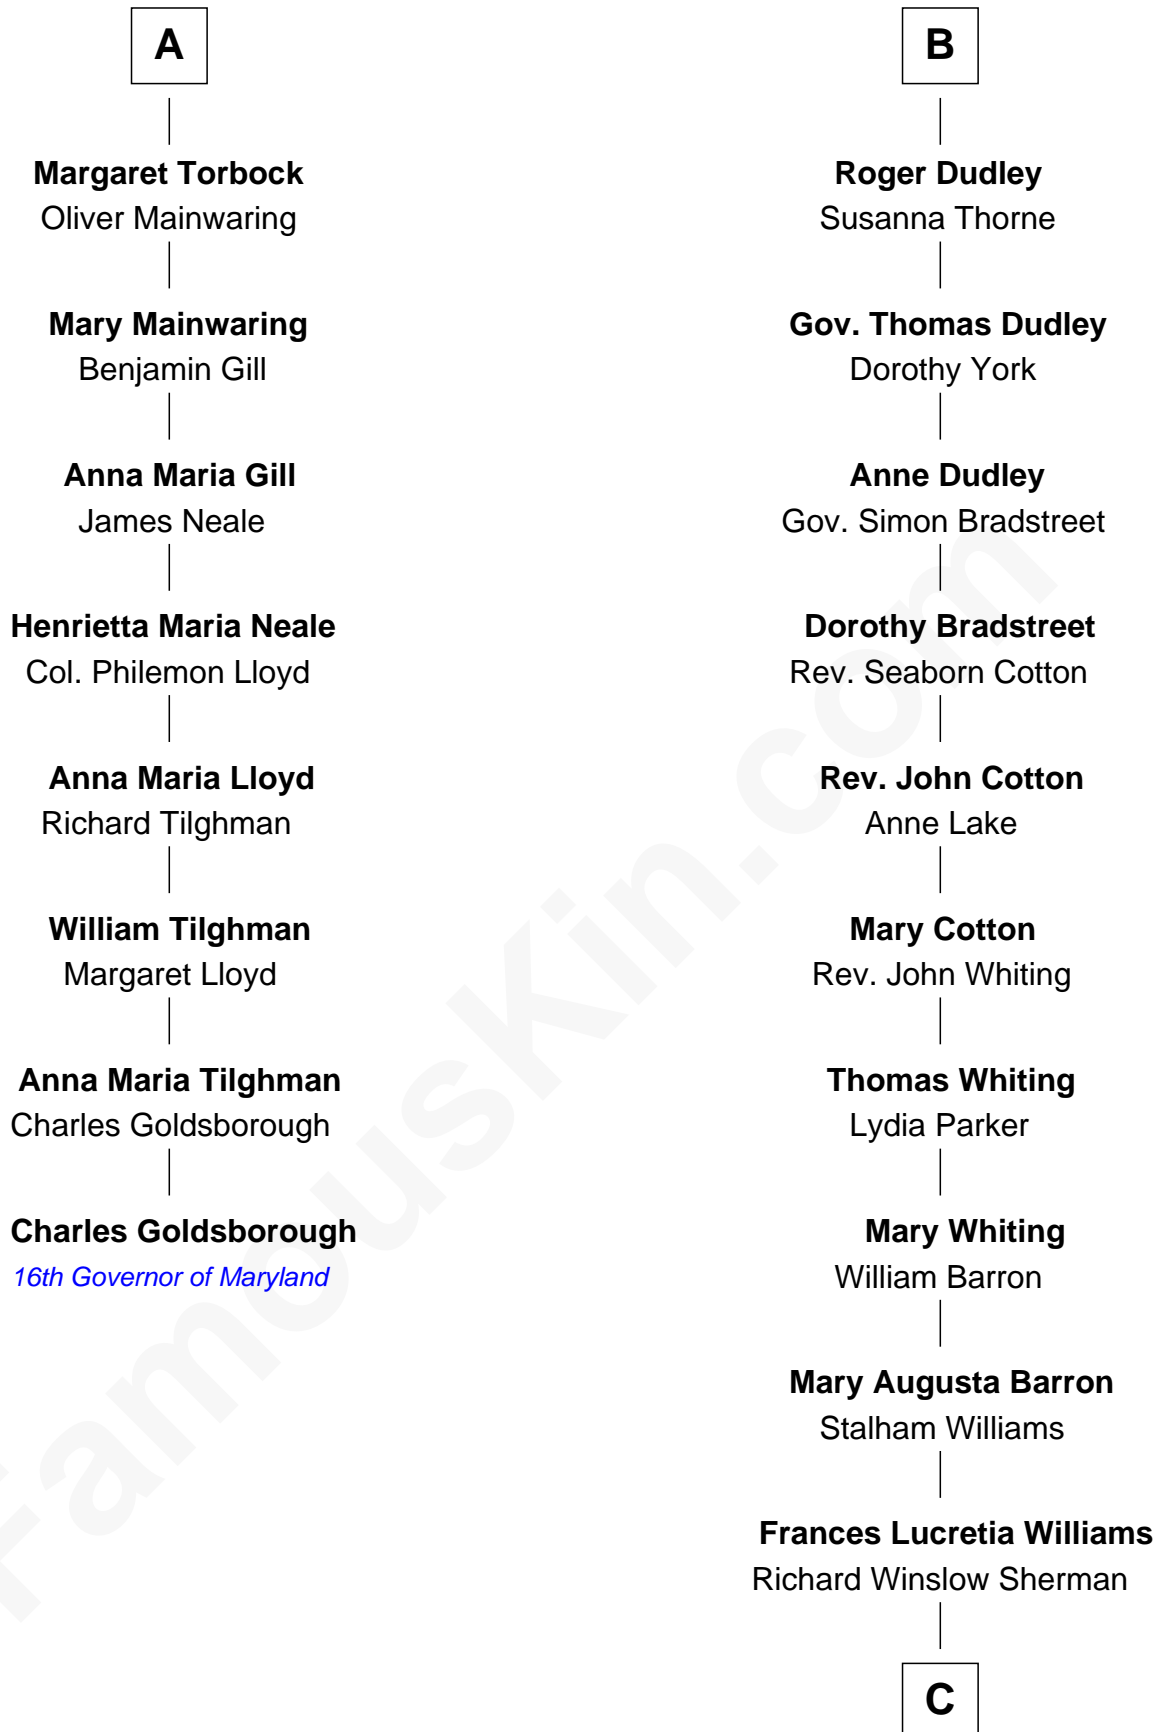 A
Margaret Torbock
Oliver Mainwaring
Mary Mainwaring
Benjamin Gill
Anna Maria Gill
James Neale
Henrietta Maria Neale
Col. Philemon Lloyd
Anna Maria Lloyd
Richard Tilghman
William Tilghman
Margaret Lloyd
Anna Maria Tilghman
Charles Goldsborough
Charles Goldsborough
16th Governor of Maryland
B
Roger Dudley
Susanna Thorne
Gov. Thomas Dudley
Dorothy York
Anne Dudley
Gov. Simon Bradstreet
Dorothy Bradstreet
Rev. Seaborn Cotton
Rev. John Cotton
Anne Lake
Mary Cotton
Rev. John Whiting
Thomas Whiting
Lydia Parker
Mary Whiting
William Barron
Mary Augusta Barron
Stalham Williams
Frances Lucretia Williams
Richard Winslow Sherman
C
FamousKin.com